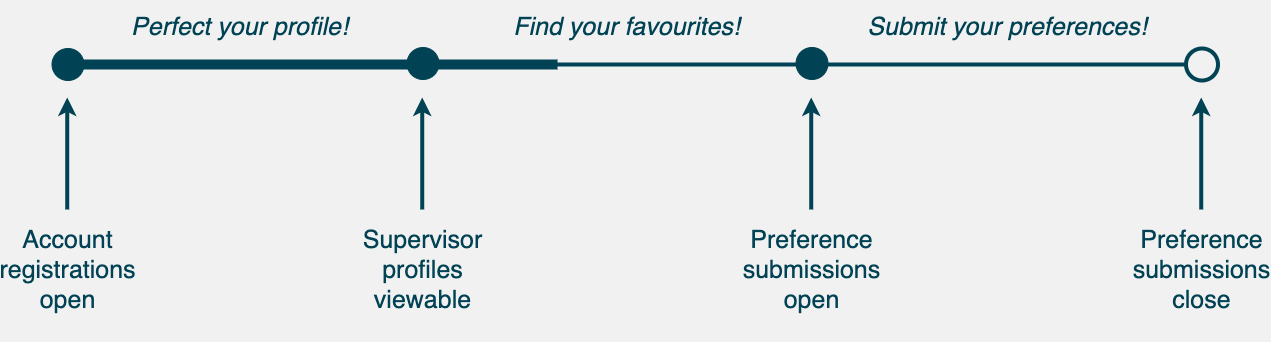 Perfect your profile!
Find your favourites!
Submit your preferences!
Account
registrations
open
Supervisor
profiles
viewable
Preference
submissions
open
Preference
submissions
close